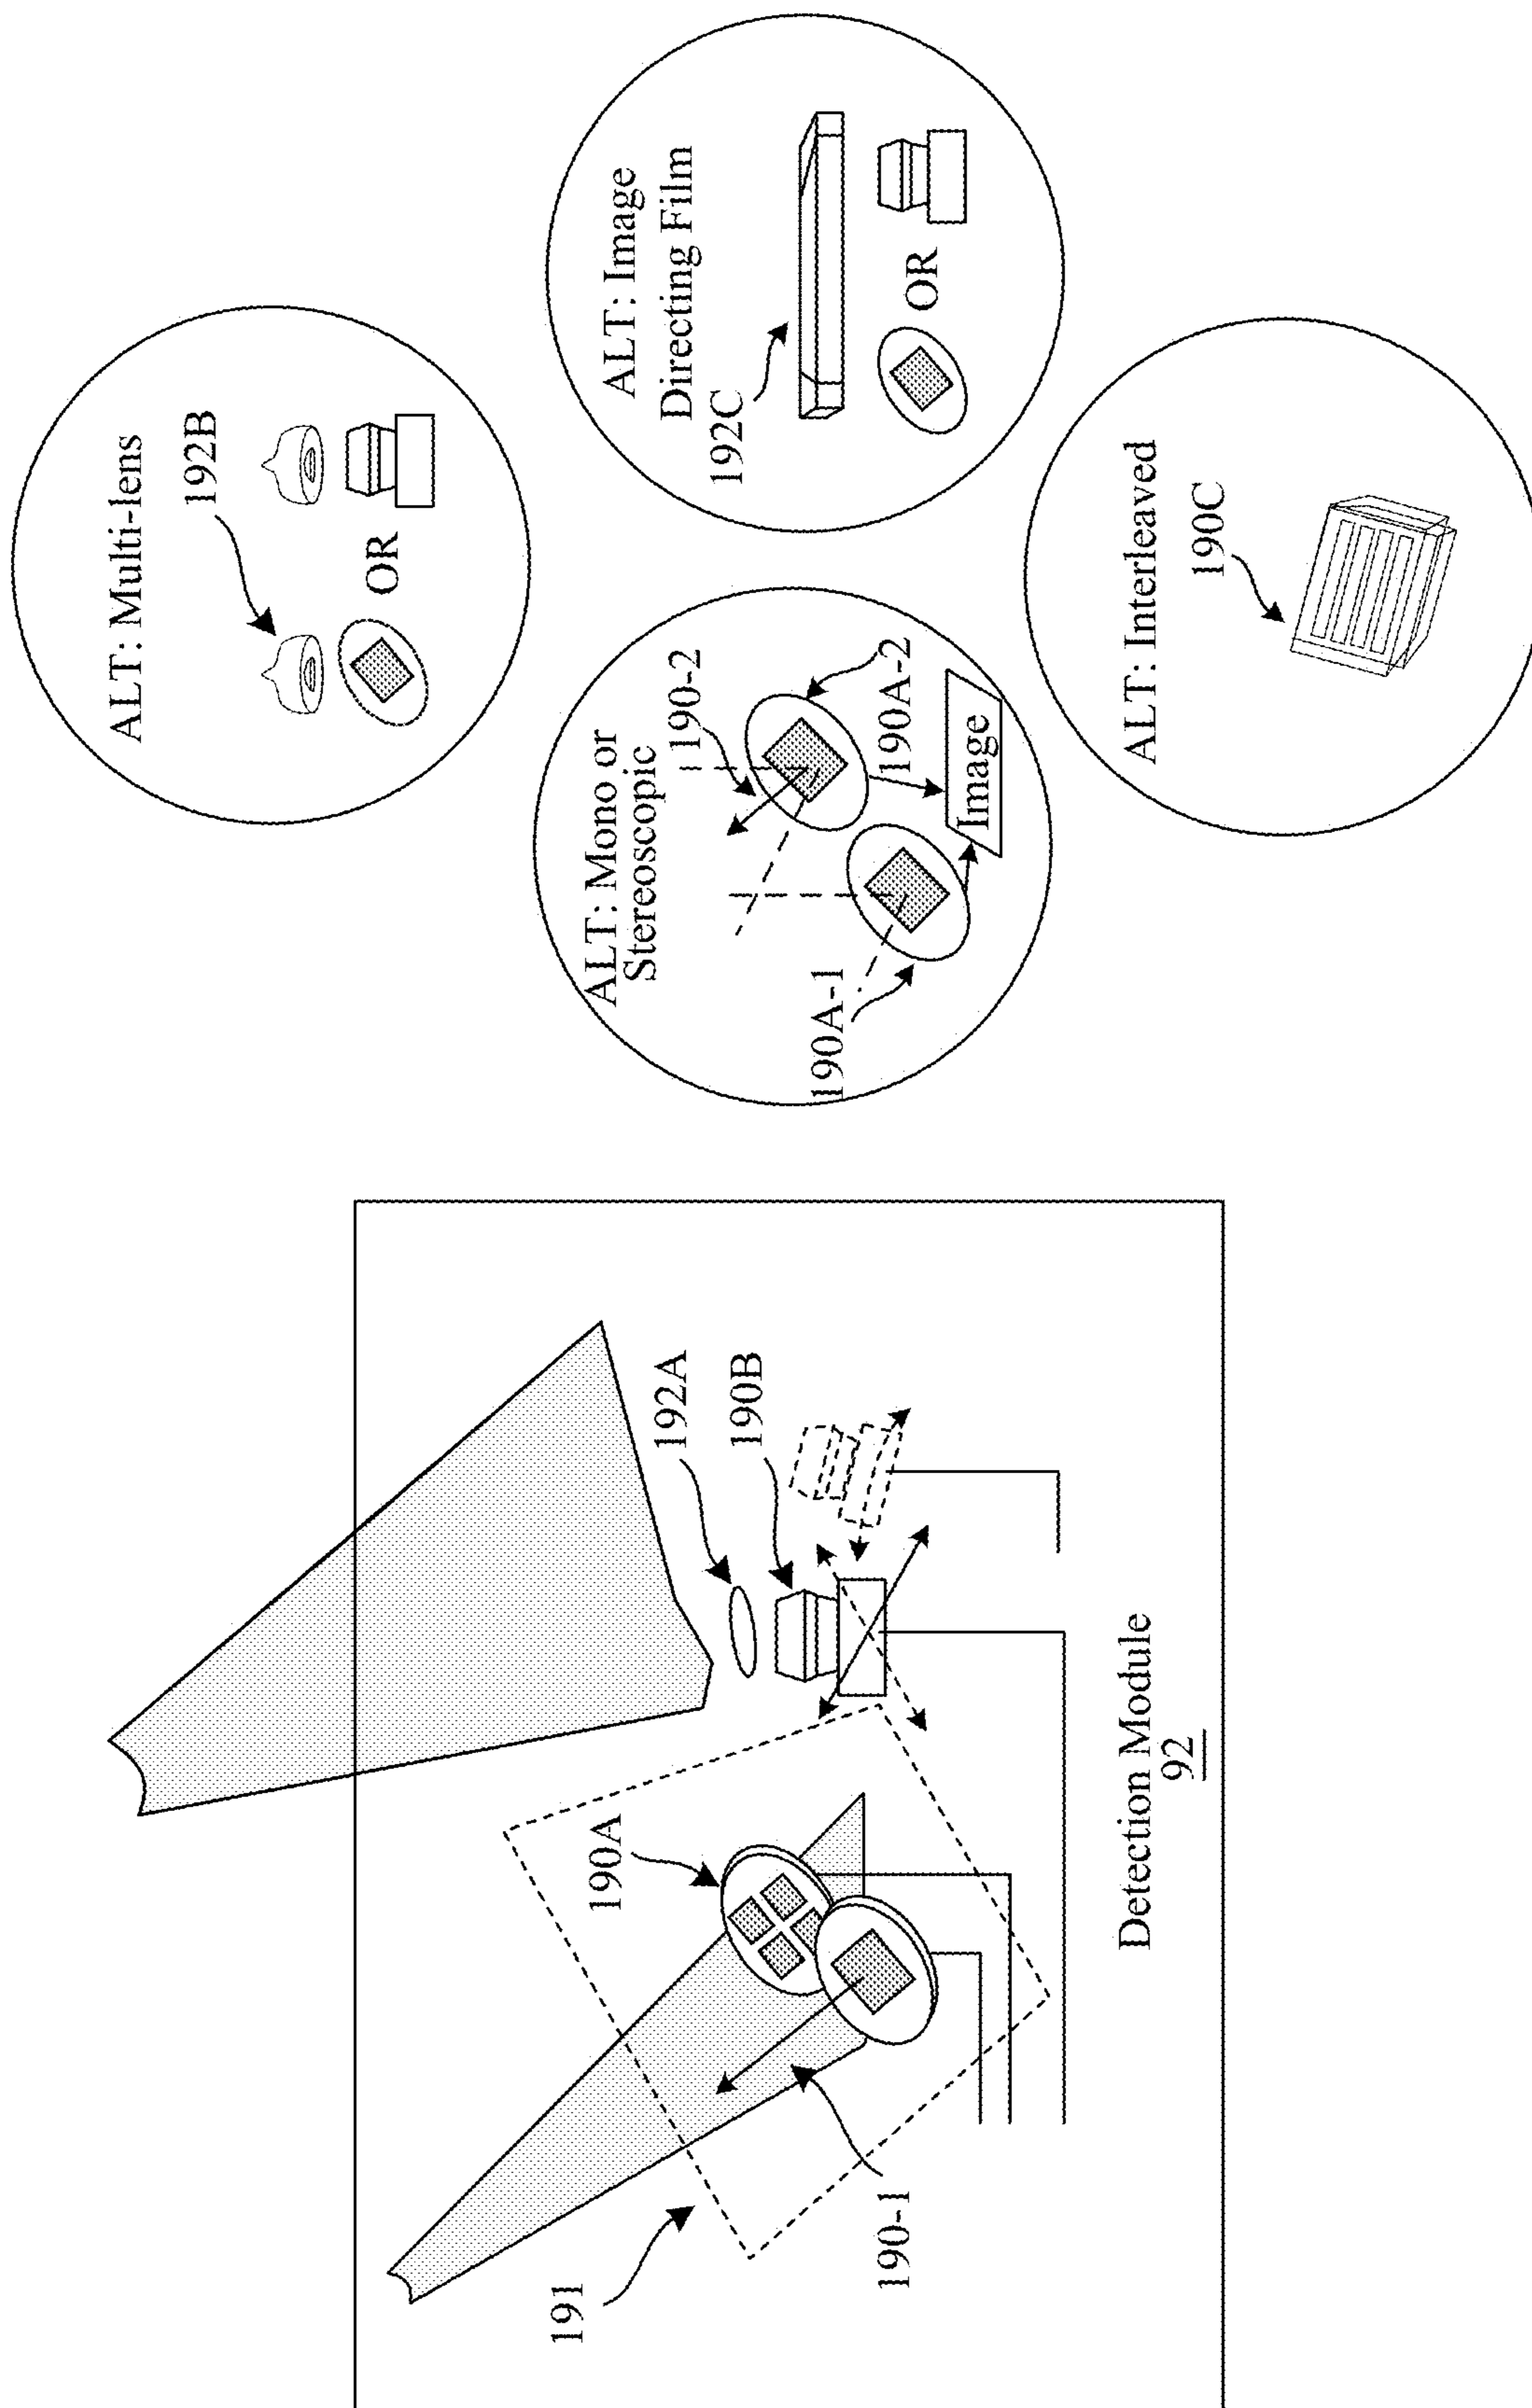 191
190-1
190A
192A
190B
Detection Module
92
ALT: Mono or
Stereoscopic
190-2
190A-1
190A-2
Image
ALT: Multi-lens
192B
OR
ALT: Image
Directing Film
192C
OR
ALT: Interleaved
190C